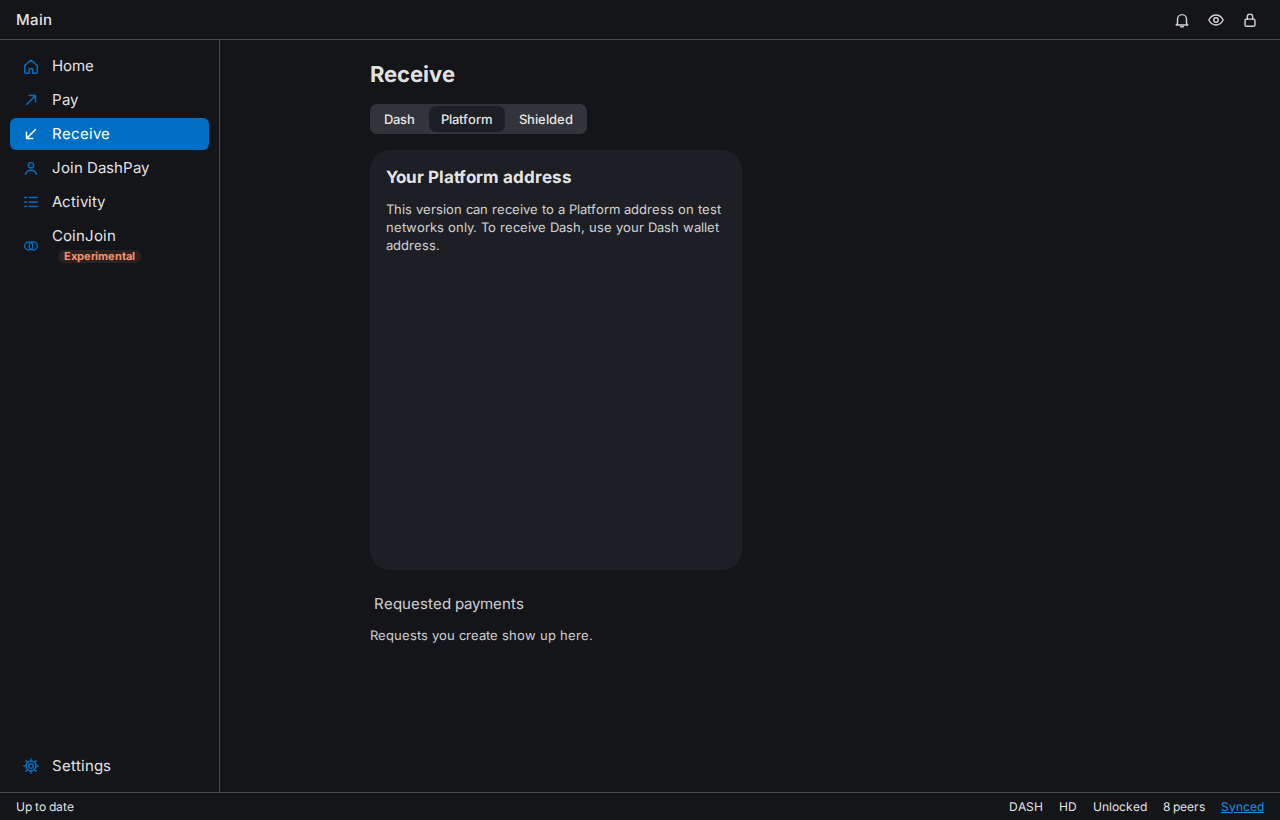 Main
Home
Pay
Receive
Join DashPay
Activity
CoinJoin
Experimental
Settings
Receive
Dash
Platform
Shielded
Your Platform address
This version can receive to a Platform address on test
networks only. To receive Dash, use your Dash wallet
address.
Requested payments
Requests you create show up here.
Up to date
DASH
HD
Unlocked
8 peers
Synced